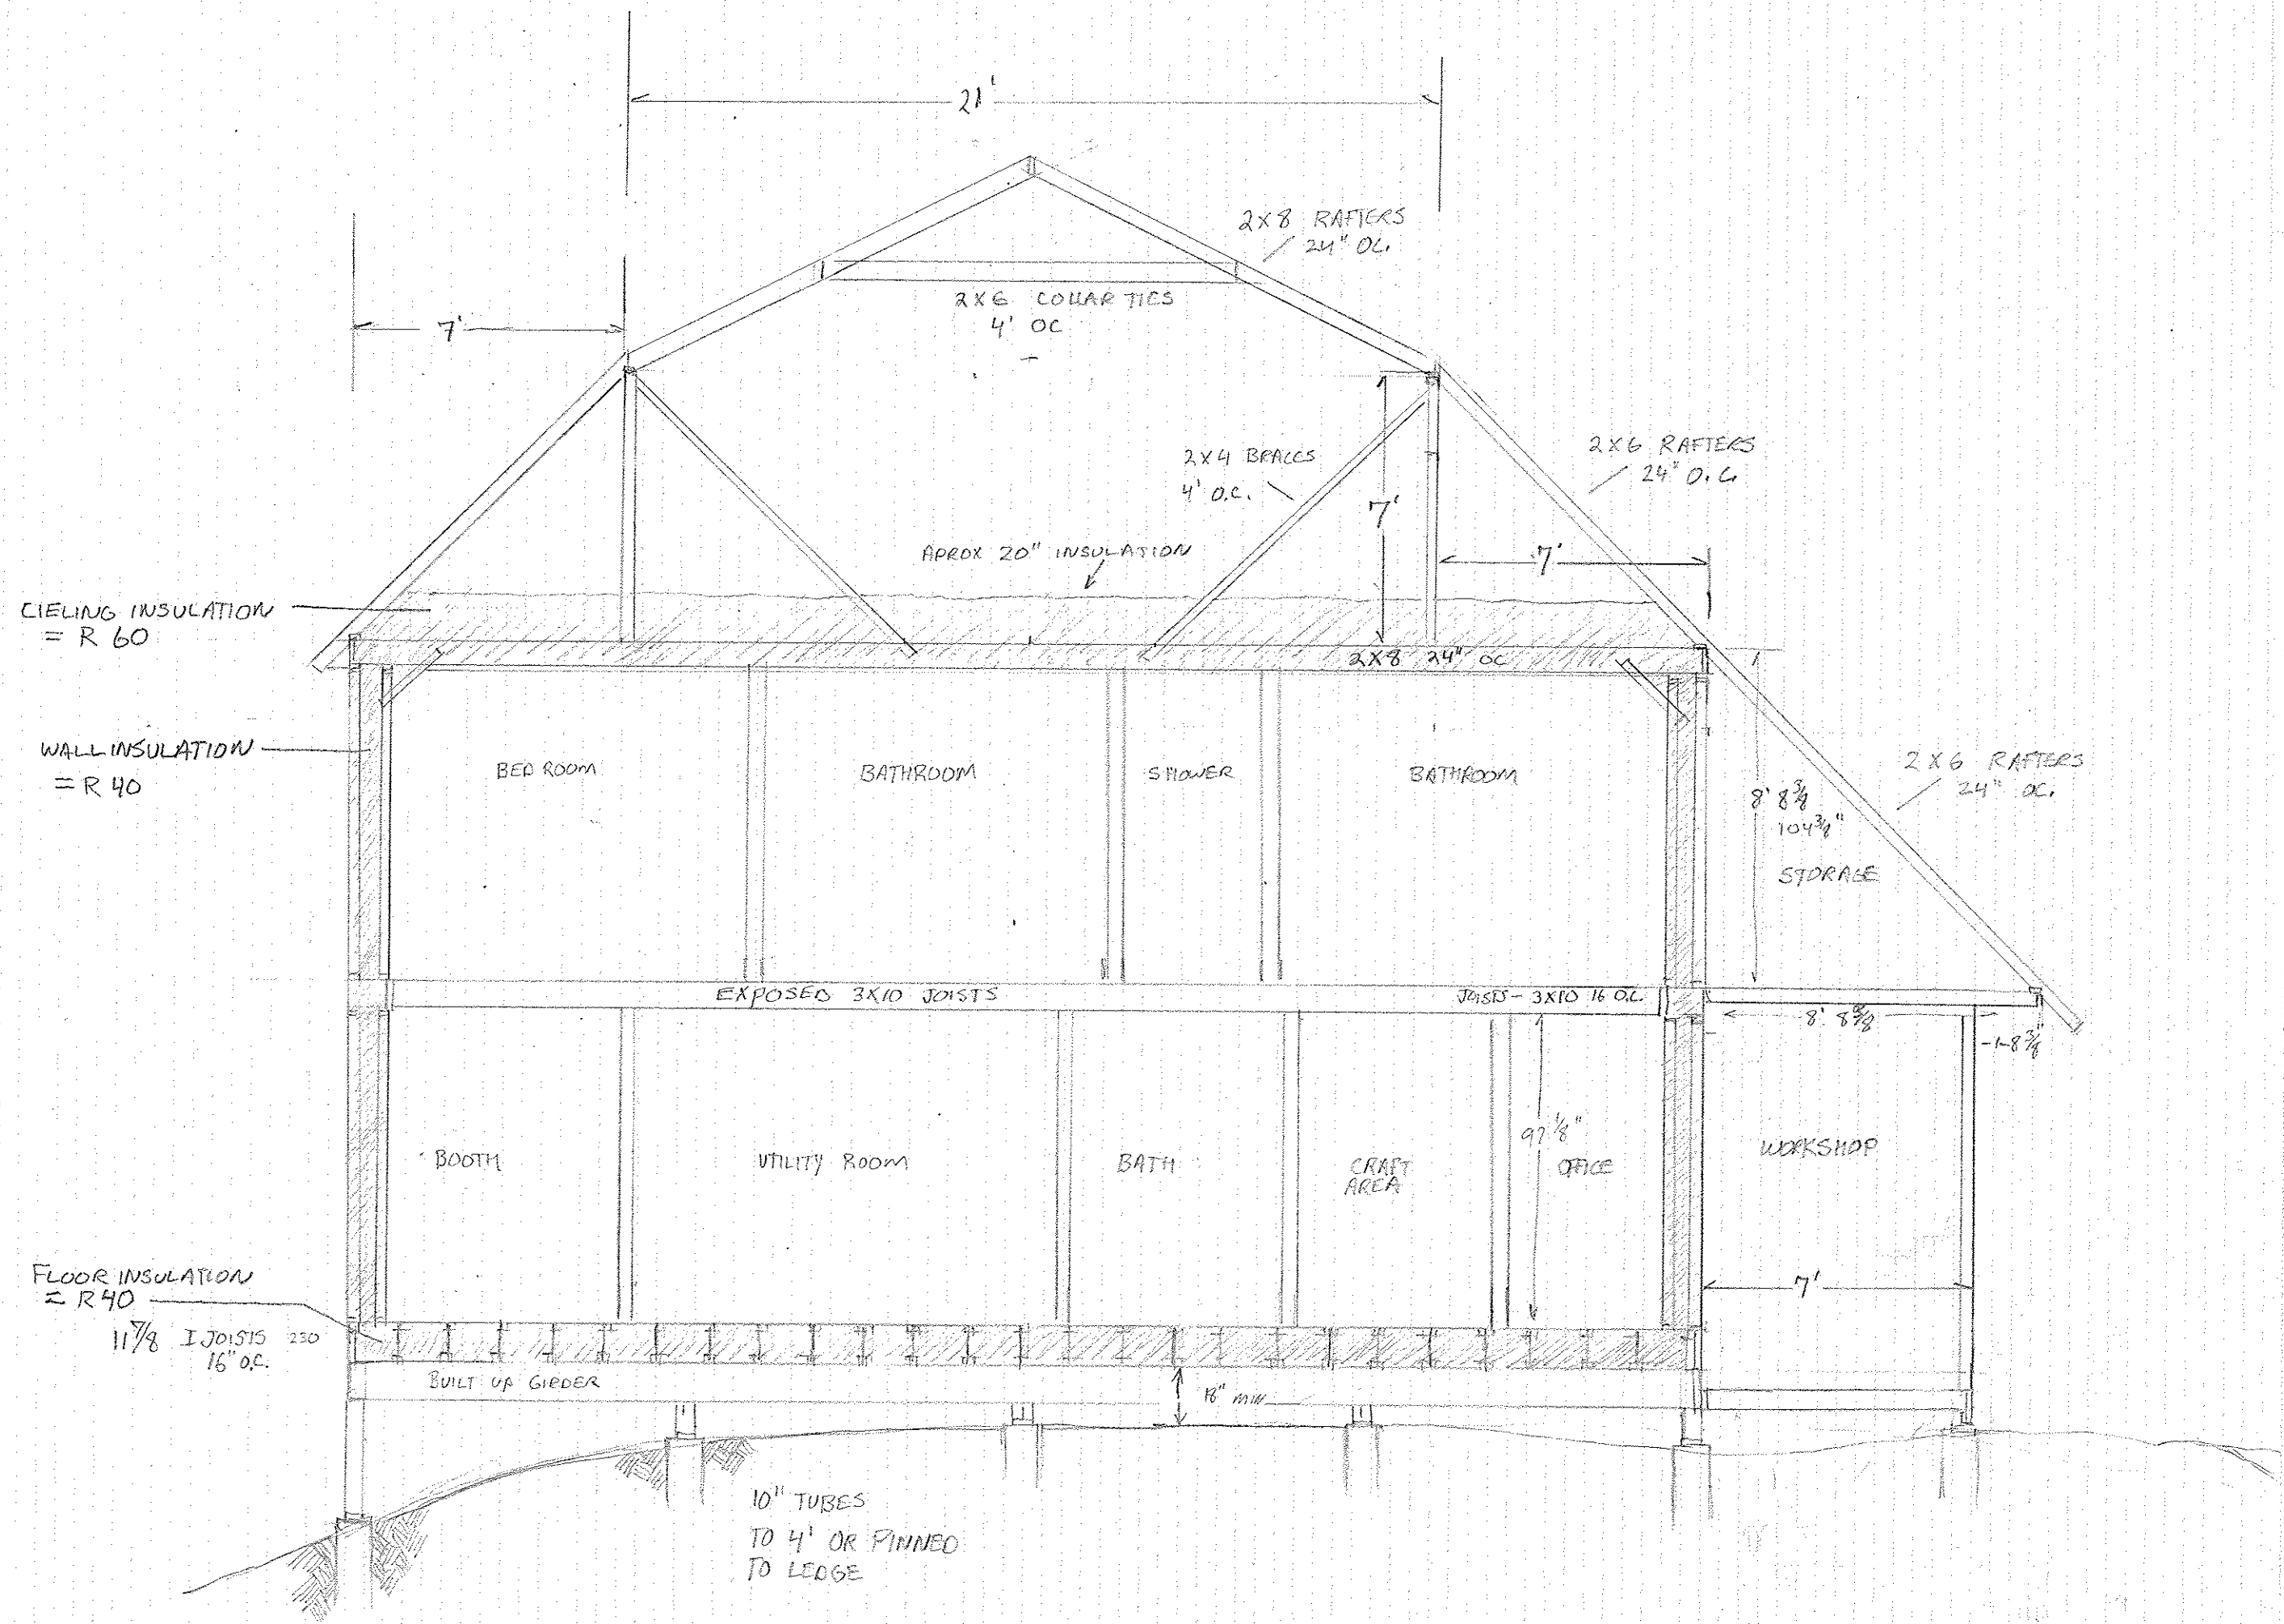 21'
2X8 RAFTERS
24" OC.
2X6 COLLAR TIES
4' OC
7'
2X4 BRACES
4' O.C.
7'
2X6 RAFTERS
24" O.C.
APROX 20" INSULATION
7'
CIELING INSULATION
= R 60
2X8 24" OC
WALL INSULATION
= R 40
BED ROOM
BATHROOM
SHOWER
BATHROOM
2X6 RAFTERS
24" OC.
8' 8 3/8
104 3/8"
STORAGE
EXPOSED 3X10 JOISTS
JOISTS - 3X10 16 O.C.
8' 8 3/8
1-8 3/8"
BOOTH
UTILITY ROOM
BATH
CRAFT
AREA
97 1/8"
OFFICE
WORKSHOP
FLOOR INSULATION
= R40
11 7/8 I JOISTS 230
16" O.C.
7'
BUILT UP GIRDER
18" MIN
10" TUBES
TO 4' OR PINNED
TO LEDGE